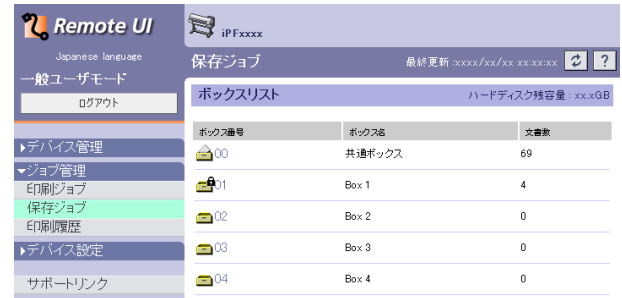 Remote UI
iPFxxxx
Japanese language
一般ユーザモード
ログアウト
保存ジョブ
最終更新 :xxxx/xx/xx xx:xx:xx
?
ボックスリスト
ハードディスク残容量 : xx.xGB
▶デバイス管理
▼ジョブ管理
印刷ジョブ
保存ジョブ
印刷履歴
▶デバイス設定
サポートリンク
ボックス番号 ボックス名 文書数
00 共通ボックス 69
01 Box 1 4
02 Box 2 0
03 Box 3 0
04 Box 4 0